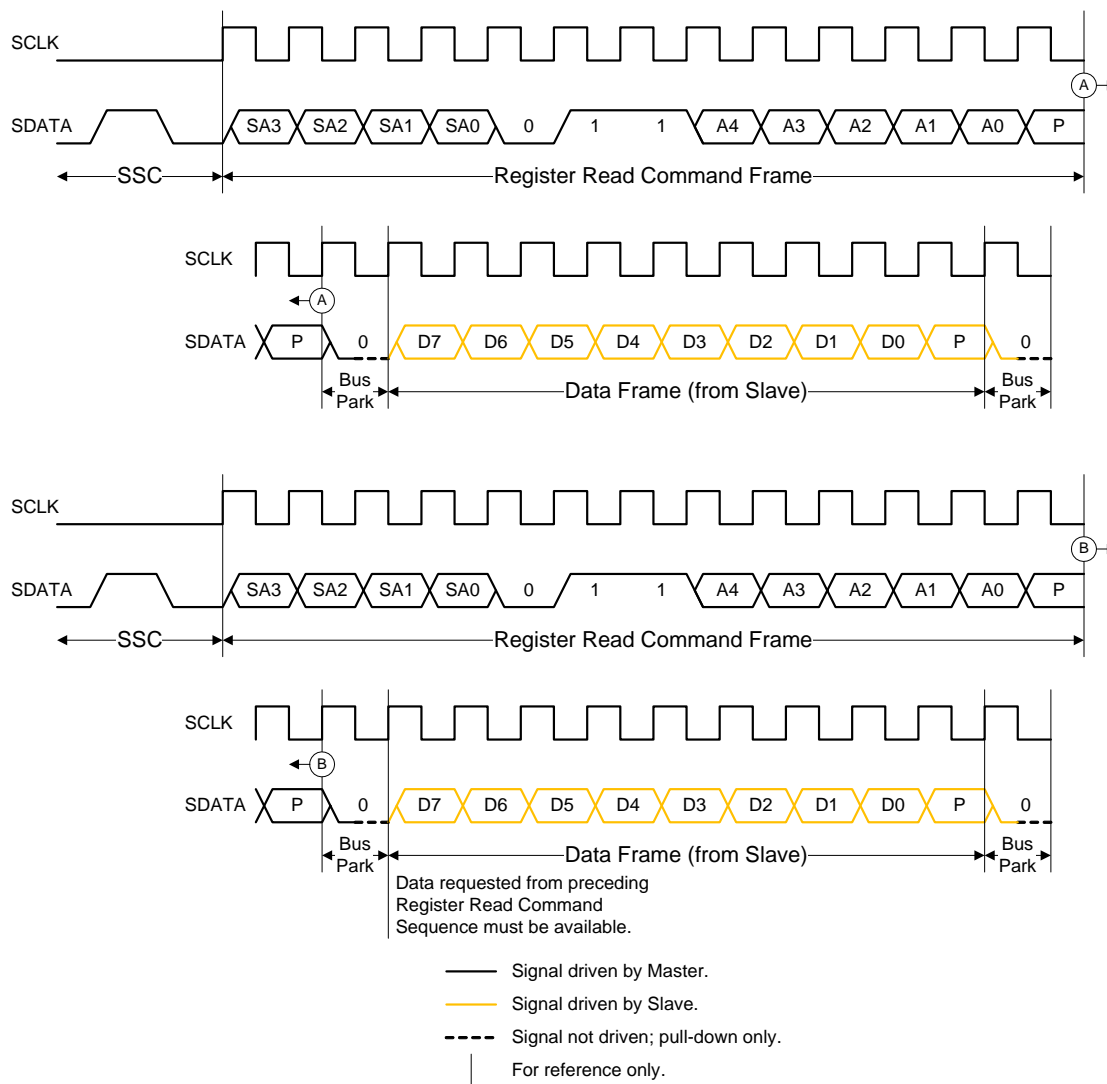 SCLK
A
SDATA SA3 SA2 SA1 SA0 0 1 1 A4 A3 A2 A1 A0 P
SSC Register Read Command Frame
SCLK
A
SDATA P 0 D7 D6 D5 D4 D3 D2 D1 D0 P 0
Bus Park Data Frame (from Slave) Bus Park
SCLK
B
SDATA SA3 SA2 SA1 SA0 0 1 1 A4 A3 A2 A1 A0 P
SSC Register Read Command Frame
SCLK
B
SDATA P 0 D7 D6 D5 D4 D3 D2 D1 D0 P 0
Bus Park Data Frame (from Slave) Bus Park
Data requested from preceding
Register Read Command
Sequence must be available.
Signal driven by Master.
Signal driven by Slave.
Signal not driven; pull-down only.
For reference only.